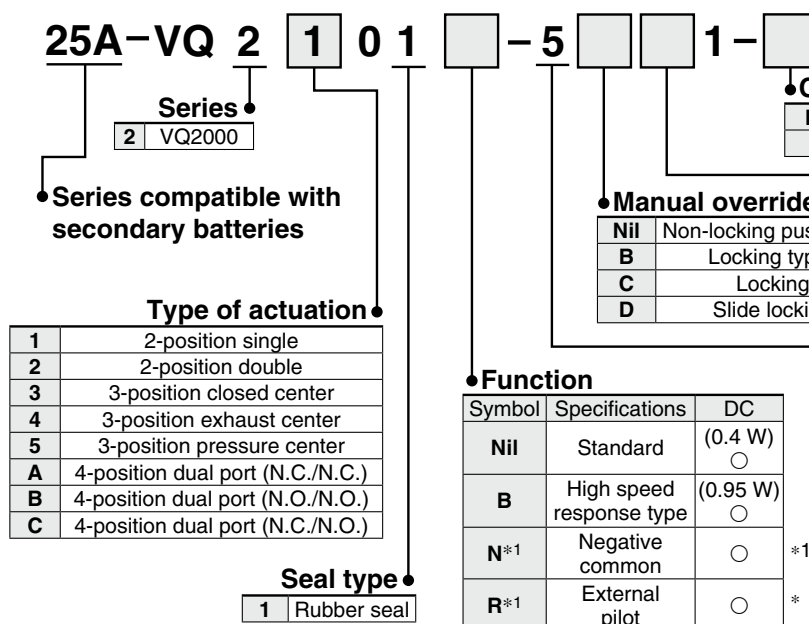 25A–VQ 2 1 0 1 – 5 1 –
Series
2 VQ2000
Series compatible with
secondary batteries
Manual override
Nil Non-locking
B Locking
C Locking
D Slide
Type of actuation
1 2-position single
2 2-position double
3 3-position closed center
4 3-position exhaust center
5 3-position pressure center
A 4-position dual port (N.C./N.C.)
B 4-position dual port (N.O./N.O.)
C 4-position dual port (N.C./N.O.)
Function
Symbol Specifications DC
Nil Standard (0.4 W) ○
B High speed response type (0.95 W) ○
N*1 Negative common ○ *1
R*1 External pilot ○ *
Seal type
1 Rubber seal